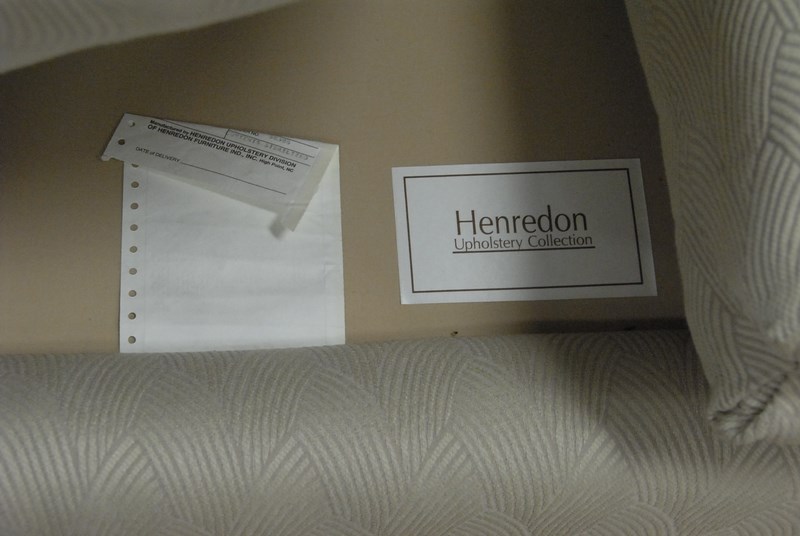 Manufactured by HENREDON UPHOLSTERY DIVISION
OF HENREDON FURNITURE IND., INC. High Point, NC
DATE of DELIVERY
Henredon
Upholstery Collection